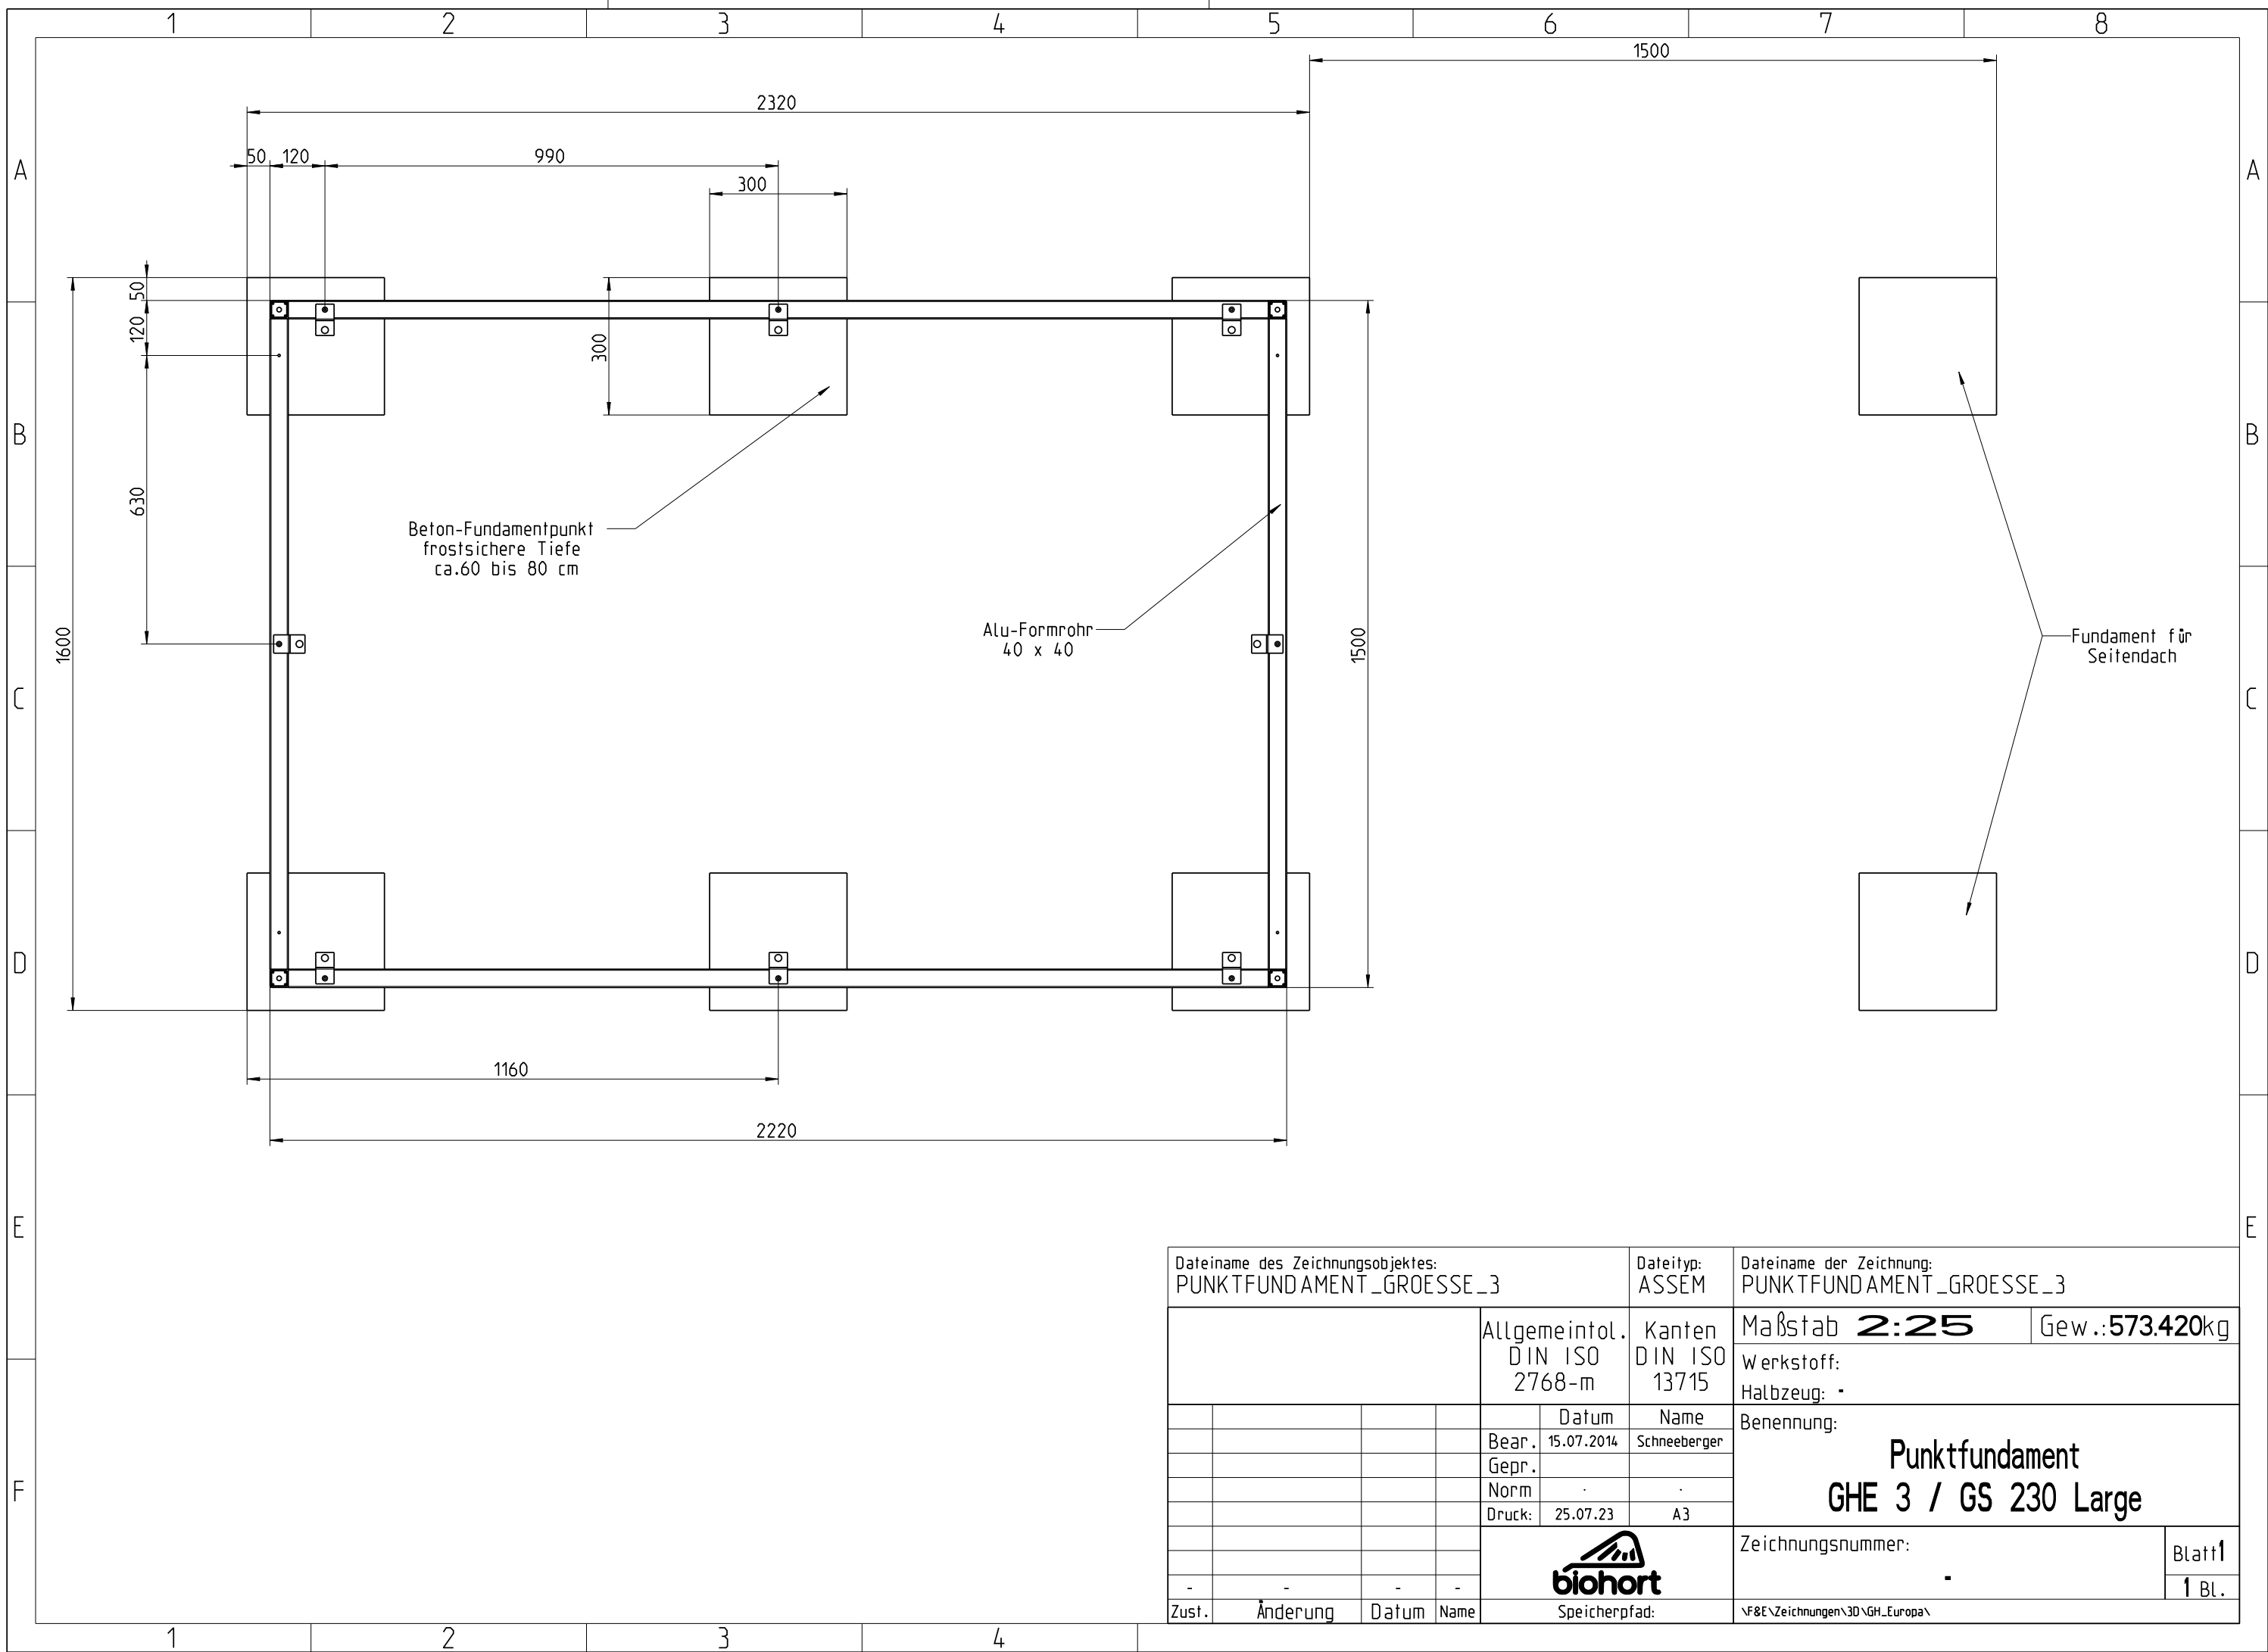 1 2 3 4 5 6 7 8
1500
2320
50 120 990
300
A A
50
120
300
B B
630
Beton-Fundamentpunkt
frostsichere Tiefe
ca.60 bis 80 cm
Alu-Formrohr
40 x 40
1600
1500
Fundament für
Seitendach
C C
D D
1160
2220
E E
F
Dateiname des Zeichnungsobjektes:
PUNKTFUNDAMENT_GROESSE_3
Dateityp:
ASSEM
Dateiname der Zeichnung:
PUNKTFUNDAMENT_GROESSE_3
Allgemeintol.
DIN ISO
2768-m
Kanten
DIN ISO
13715
Maßstab 2:25
Gew.:573.420kg
Werkstoff:
Halbzeug: -
Datum Name
Bear. 15.07.2014 Schneeberger
Gepr.
Norm . .
Druck: 25.07.23 A3
Benennung:
Punktfundament
GHE 3 / GS 230 Large
biohort
Zeichnungsnummer:
-
Blatt1
1 Bl.
- - - -
Zust. Änderung Datum Name
Speicherpfad:
\F&E\Zeichnungen\3D\GH_Europa\
1 2 3 4